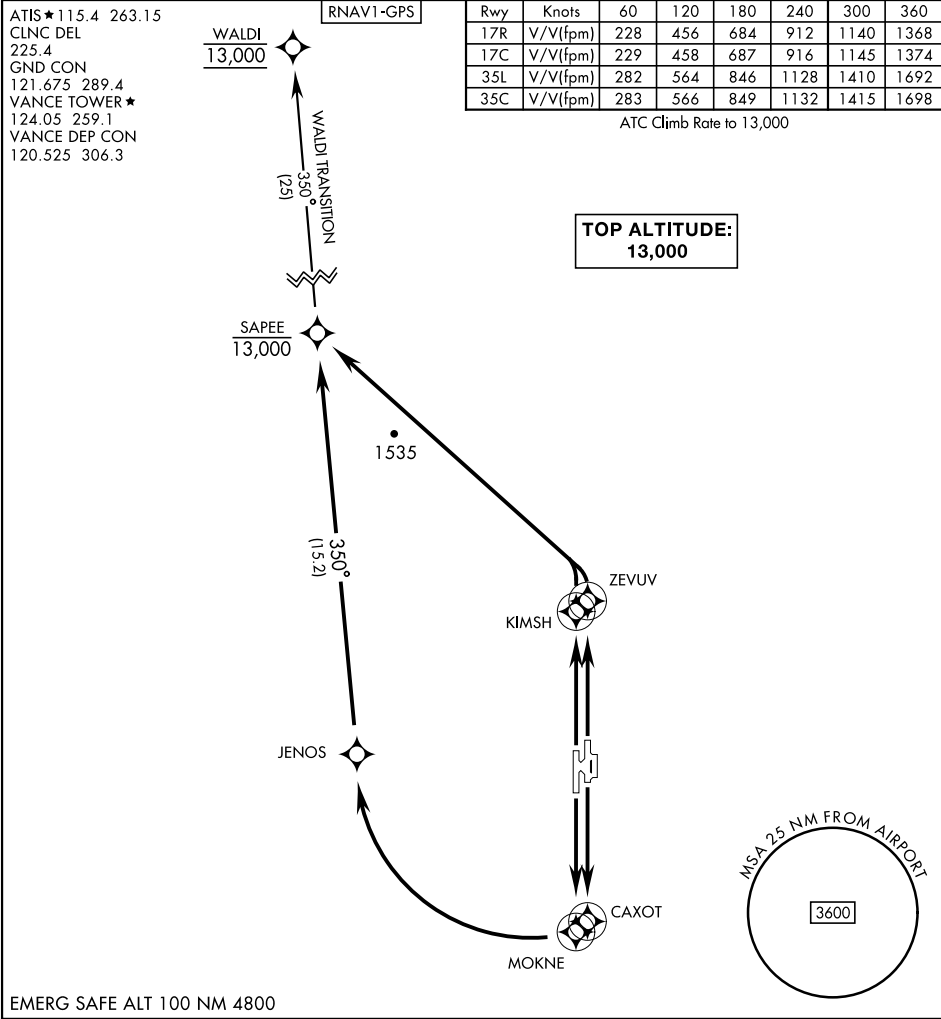 ATIS★115.4 263.15
CLNC DEL
225.4
GND CON
121.675 289.4
VANCE TOWER★
124.05 259.1
VANCE DEP CON
120.525 306.3
RNAV1-GPS
Rwy Knots 60 120 180 240 300 360
17R V/V(fpm) 228 456 684 912 1140 1368
17C V/V(fpm) 229 458 687 916 1145 1374
35L V/V(fpm) 282 564 846 1128 1410 1692
35C V/V(fpm) 283 566 849 1132 1415 1698
ATC Climb Rate to 13,000
WALDI
13,000
WALDI TRANSITION
350°
(25)
TOP ALTITUDE:
13,000
SAPEE
13,000
1535
350°
(15.2)
ZEVUV
KIMSH
JENOS
CAXOT
MOKNE
MSA 25 NM FROM AIRPORT
3600
EMERG SAFE ALT 100 NM 4800